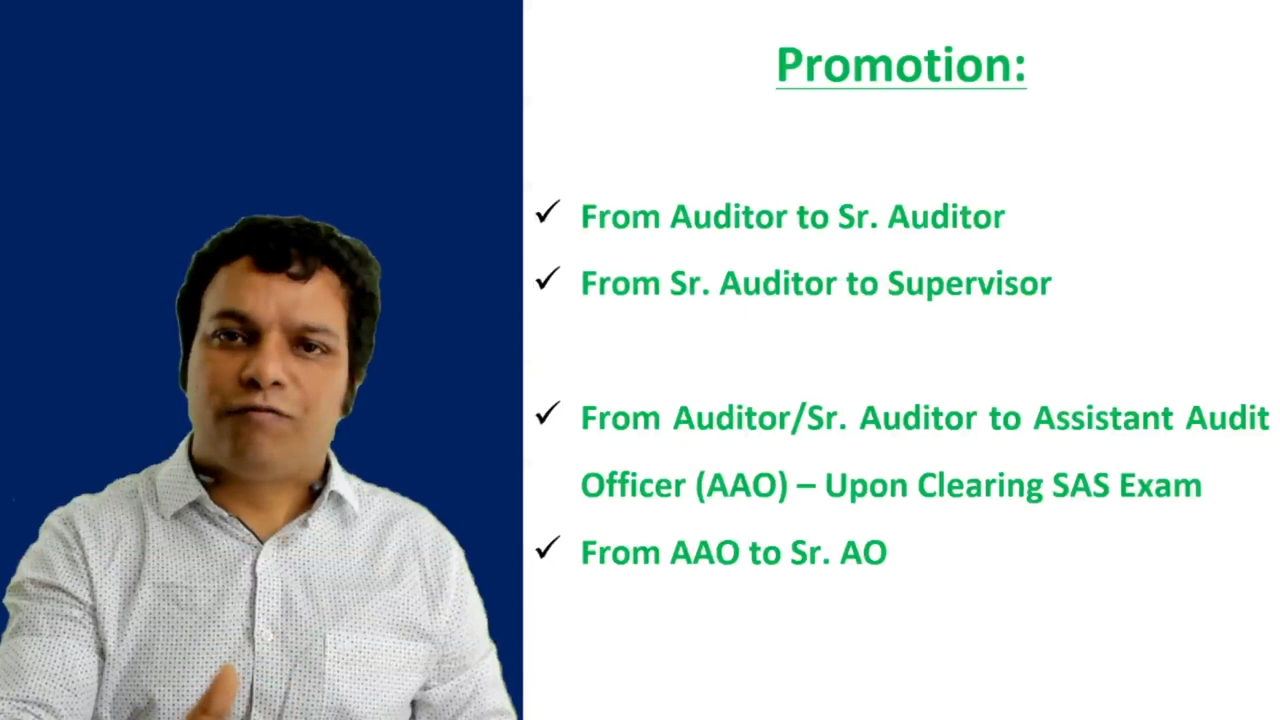 Promotion:
✓ From Auditor to Sr. Auditor
✓ From Sr. Auditor to Supervisor
✓ From Auditor/Sr. Auditor to Assistant Audit
Officer (AAO) – Upon Clearing SAS Exam
✓ From AAO to Sr. AO